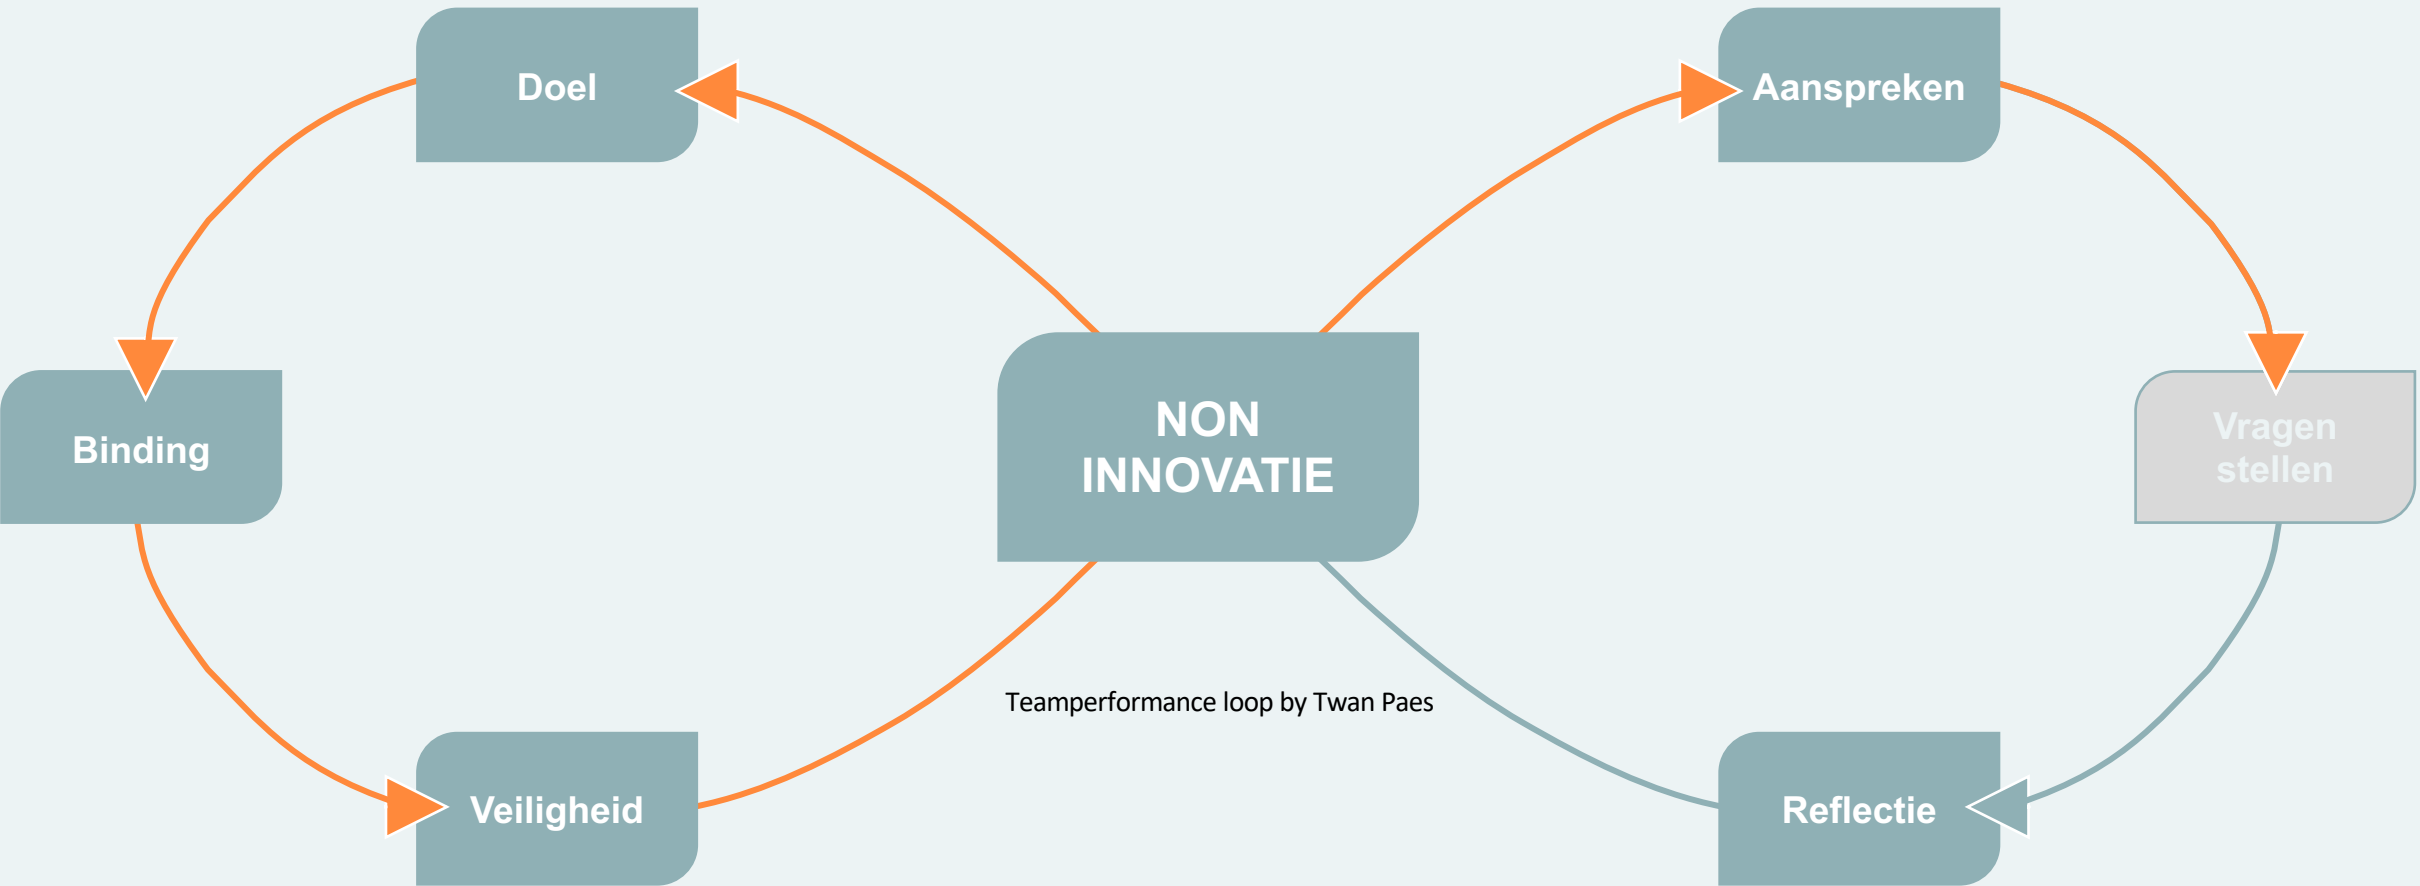 Doel
Aanspreken
Binding
NON
INNOVATIE
Vragen
stellen
Teamperformance loop by Twan Paes
Veiligheid
Reflectie